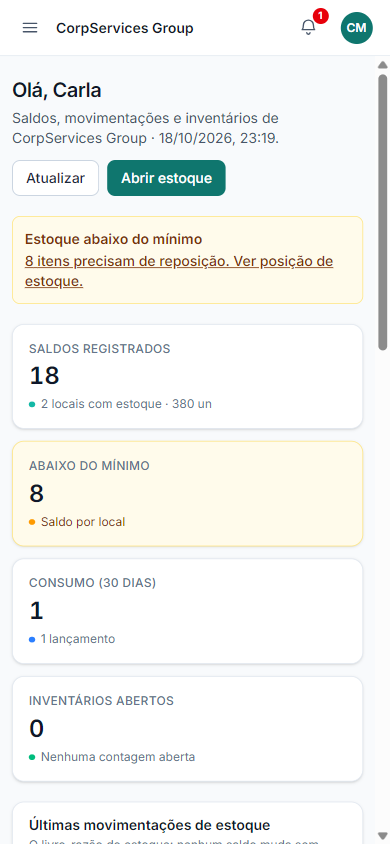 CorpServices Group
1
CM
Olá, Carla
Saldos, movimentações e inventários de
CorpServices Group · 18/10/2026, 23:19.
Atualizar
Abrir estoque
Estoque abaixo do mínimo
8 itens precisam de reposição. Ver posição de
estoque.
SALDOS REGISTRADOS
18
2 locais com estoque · 380 un
ABAIXO DO MÍNIMO
8
Saldo por local
CONSUMO (30 DIAS)
1
1 lançamento
INVENTÁRIOS ABERTOS
0
Nenhuma contagem aberta
Últimas movimentações de estoque